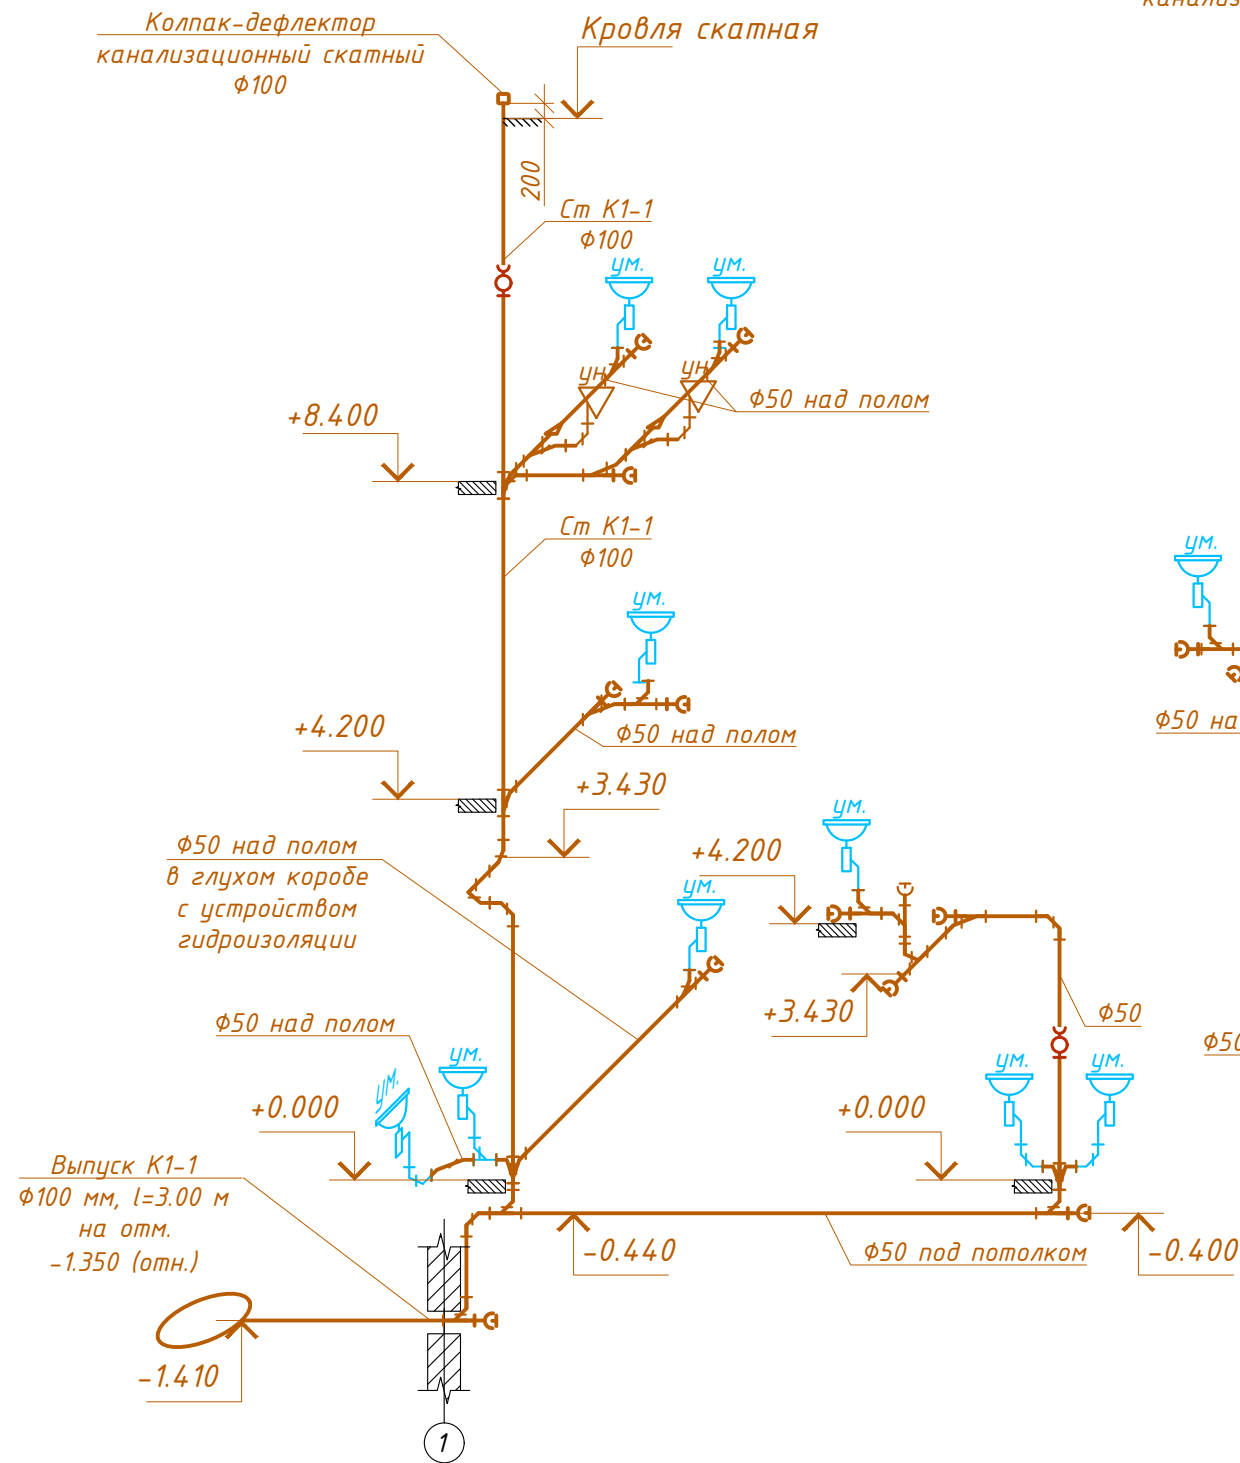 канализ
Колпак-дефлектор
канализационный скатный
Ф100
Кровля скатная
200
Ст К1-1
Ф100
ум.
ум.
ун.
ун.
Ф50 над полом
+8.400
Ст К1-1
Ф100
ум.
ум.
+4.200
Ф50 над полом
Ф50 на
+3.430
ум.
Ф50 над полом
в глухом коробе
с устройством
гидроизоляции
+4.200
ум.
+3.430
Ф50
Ф50 над полом
Ф50
ум.
ум.
ум.
ум.
+0.000
+0.000
Выпуск К1-1
Ф100 мм, l=3.00 м
на отм.
-1.350 (отн.)
-0.440
Ф50 под потолком
-0.400
-1.410
1